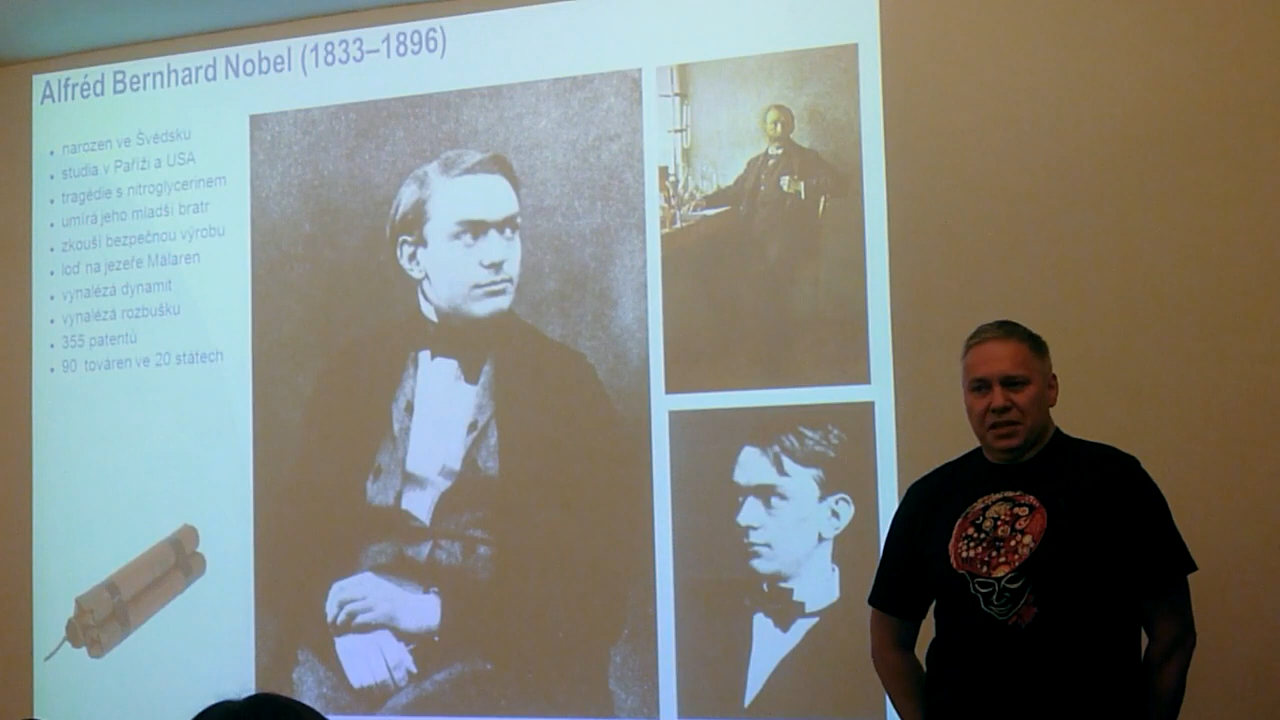 Alfréd Bernhard Nobel (1833–1896)
• narozen ve Švédsku
• studia v Paříži a USA
• tragédie s nitroglycerinem
• umírá jeho mladší bratr
• zkouší bezpečnou výrobu
• loď na jezeře Mälaren
• vynalézá dynamit
• vynalézá rozbušku
• 355 patentů
• 90 továren ve 20 státech